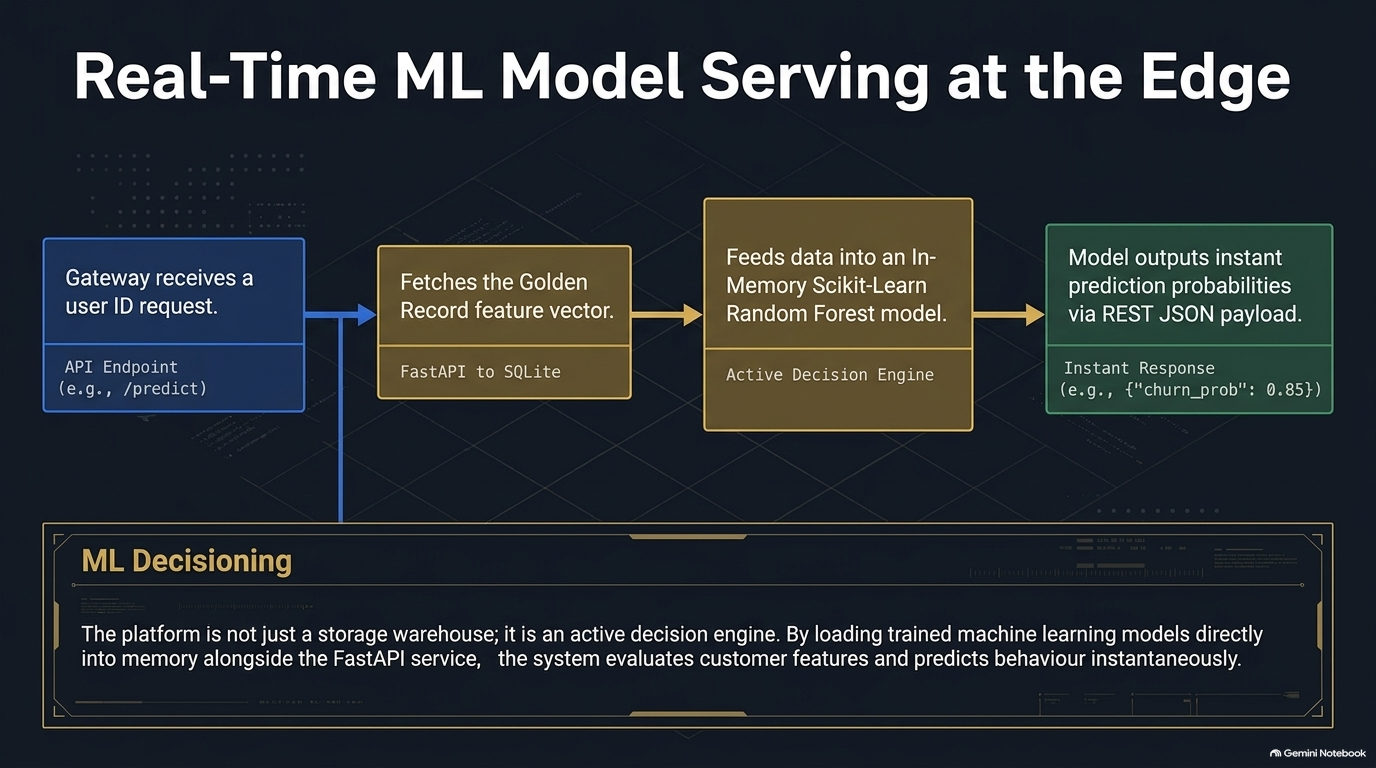 Real-Time ML Model Serving at the Edge
Gateway receives a
user ID request.
API Endpoint
(e.g., /predict)
Fetches the Golden
Record feature vector.
FastAPI to SQLite
Feeds data into an In-
Memory Scikit-Learn
Random Forest model.
Active Decision Engine
Model outputs instant
prediction probabilities
via REST JSON payload.
Instant Response
(e.g., {"churn_prob": 0.85})
ML Decisioning
The platform is not just a storage warehouse; it is an active decision engine. By loading trained machine learning models directly
into memory alongside the FastAPI service, the system evaluates customer features and predicts behaviour instantaneously.
Gemini Notebook